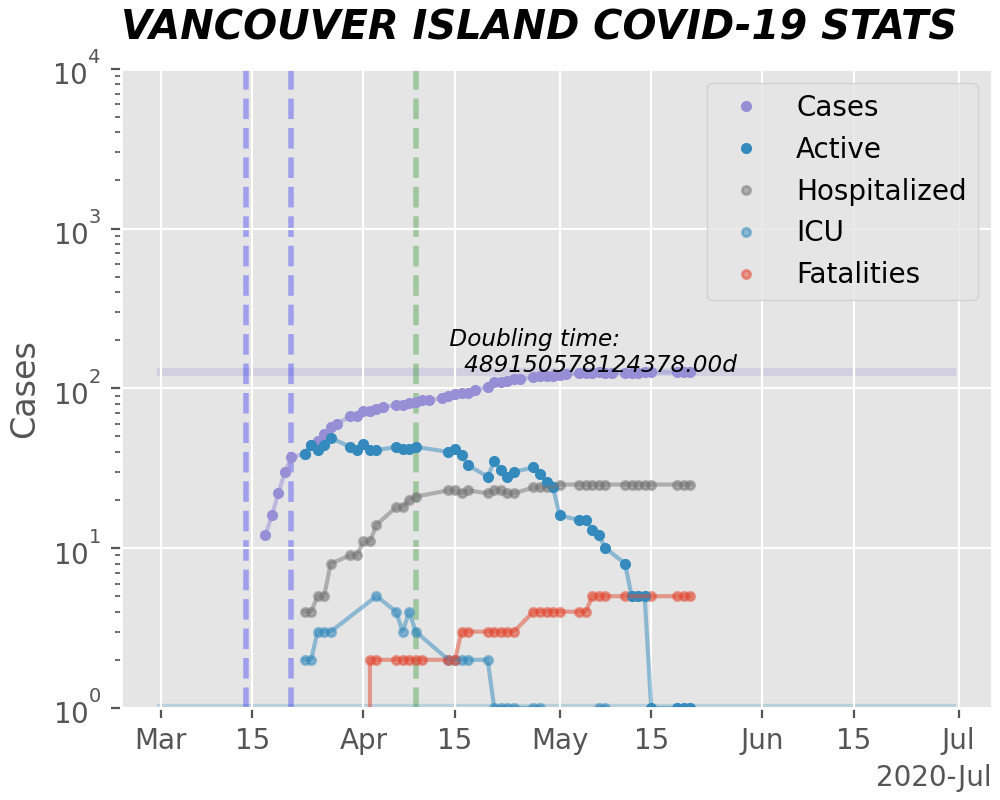 VANCOUVER ISLAND COVID-19 STATS
10^4
10^3
10^2
10^1
10^0
Cases
Cases
Active
Hospitalized
ICU
Fatalities
Doubling time:
489150578124378.00d
Mar 15 Apr 15 May 15 Jun 15 Jul
2020-Jul